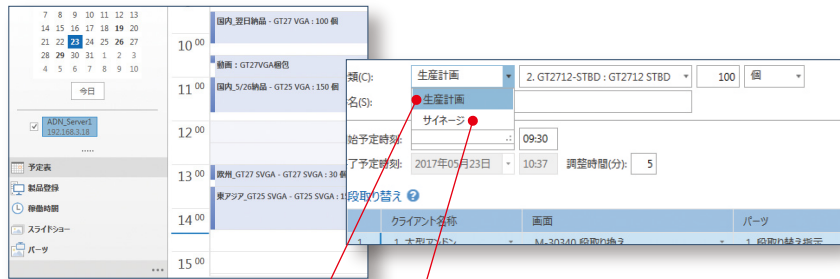 7 8 9 10 11 12 13
14 15 16 17 18 19 20
21 22 23 24 25 26 27
28 29 30 31 1 2 3
4 5 6 7 8 9 10
今日
ADN_Server1
192.168.3.18
予定表
製品登録
稼働時間
スライドショー
パーツ
国内_翌日納品 - GT27 VGA : 100 個
10 00
動画 : GT27VGA梱包
11 00
国内_5/26納品 - GT25 VGA : 150 個
12 00
13 00
欧州_GT27 SVGA - GT27 SVGA : 30 個
東アジア_GT25 SVGA - GT25 SVGA : 1
14 00
15 00
類(C): 生産計画 2. GT2712-STBD : GT2712 STBD 100 個
生産計画
名(S):
サイネージ
始予定時刻: 09:30
了予定時刻: 2017年05月23日 10:37 調整時間(分): 5
段取り替え
クライアント名称 画面 パーツ
1 1. 大型アンドン M-30340 段取り換え 1. 段取り替え指示